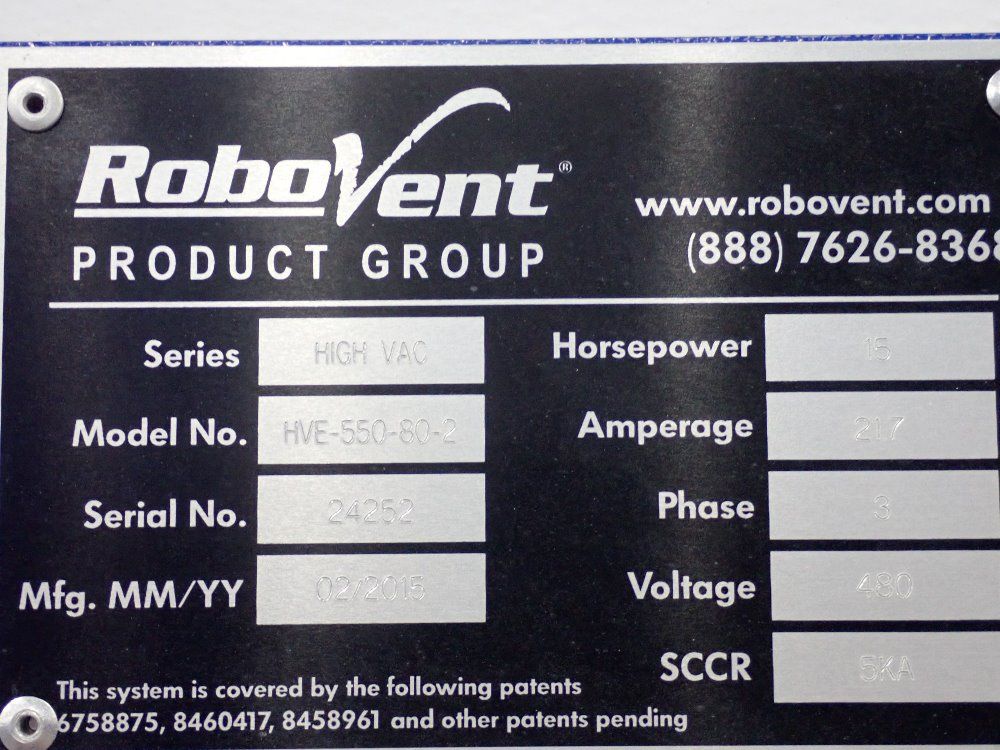 RoboVent®
PRODUCT GROUP
www.robovent.com
(888) 7626-8368
Series HIGH VAC
Model No. HVE-550-80-2
Serial No. 24252
Mfg. MM/YY 02/2015
Horsepower 15
Amperage 217
Phase 3
Voltage 480
SCCR 5KA
This system is covered by the following patents
6758875, 8460417, 8458961 and other patents pending